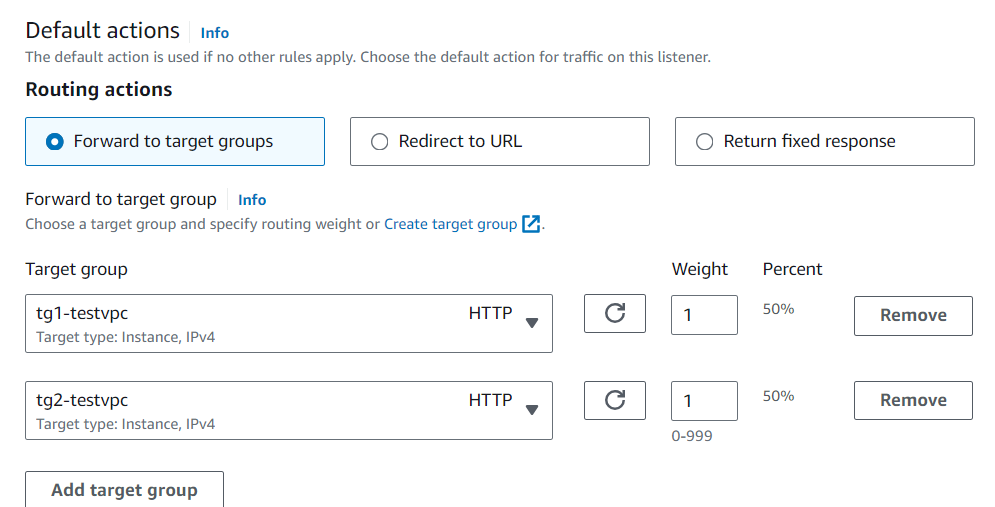 Default actions Info
The default action is used if no other rules apply. Choose the default action for traffic on this listener.
Routing actions
Forward to target groups Redirect to URL Return fixed response
Forward to target group Info
Choose a target group and specify routing weight or Create target group.
Target group Weight Percent
tg1-testvpc HTTP 1 50% Remove
Target type: Instance, IPv4
tg2-testvpc HTTP 1 50% Remove
Target type: Instance, IPv4
0-999
Add target group